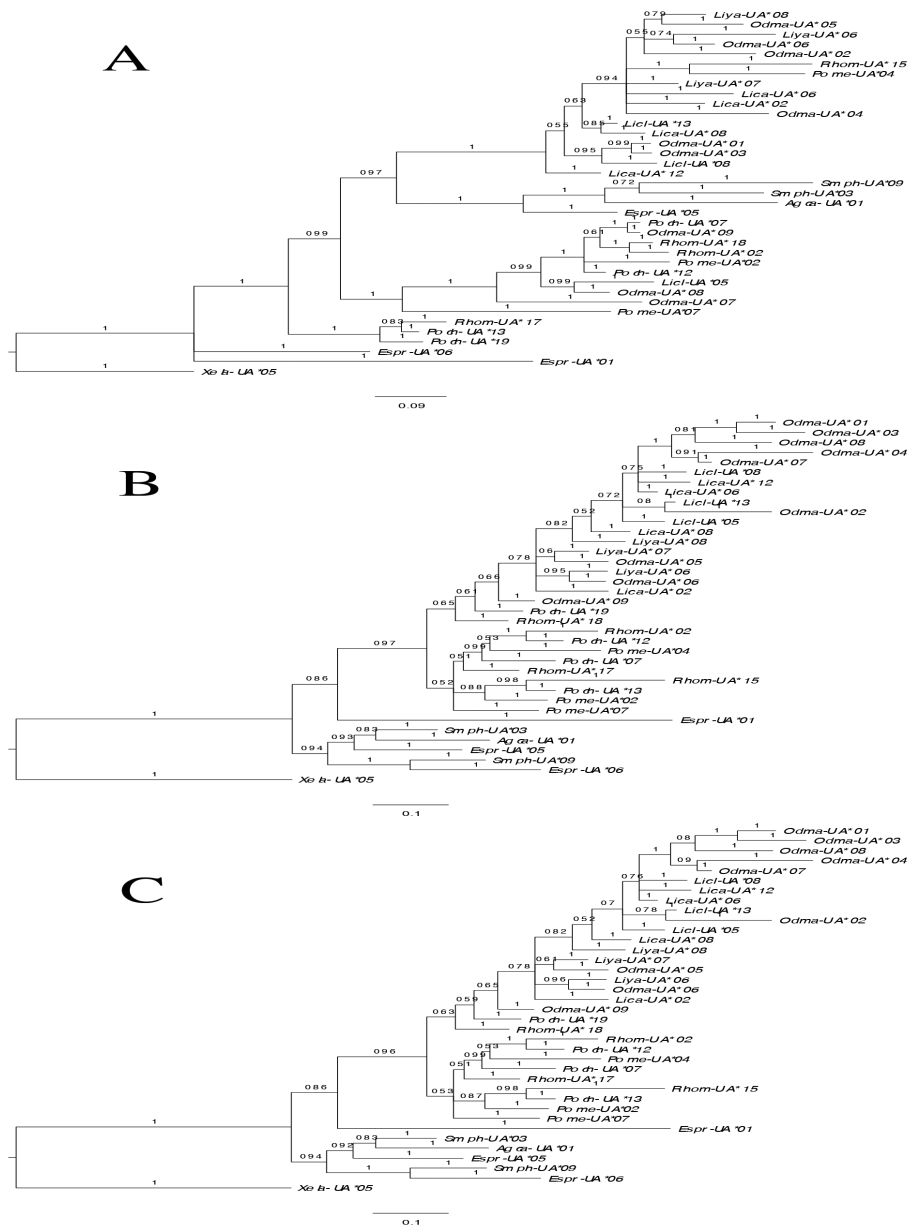 A
Liya-UA*08
Odma-UA*05
Liya-UA*06
Odma-UA*06
Odma-UA*02
Rhom-UA*15
Pome-UA*04
Liya-UA*07
Lica-UA*06
Lica-UA*02
Odma-UA*04
Licl-UA*13
Lica-UA*08
Odma-UA*01
Odma-UA*03
Licl-UA*08
Lica-UA*12
Smph-UA*09
Smph-UA*03
Agca-UA*01
Espr-UA*05
Poch-UA*07
Odma-UA*09
Rhom-UA*18
Rhom-UA*02
Pome-UA*02
Poch-UA*12
Licl-UA*05
Odma-UA*08
Odma-UA*07
Pome-UA*07
Rhom-UA*17
Poch-UA*13
Poch-UA*19
Espr-UA*06
Espr-UA*01
Xela-UA*05
079
055
074
094
063
085
055
099
095
097
072
099
061
099
099
083
1
0.09
B
Odma-UA*01
Odma-UA*03
Odma-UA*08
Odma-UA*04
Odma-UA*07
Licl-UA*08
Lica-UA*12
Lica-UA*06
Licl-UA*13
Odma-UA*02
Licl-UA*05
Lica-UA*08
Liya-UA*08
Liya-UA*07
Odma-UA*05
Liya-UA*06
Odma-UA*06
Lica-UA*02
Odma-UA*09
Poch-UA*19
Rhom-UA*18
Rhom-UA*02
Poch-UA*12
Pome-UA*04
Poch-UA*07
Rhom-UA*17
Rhom-UA*15
Poch-UA*13
Pome-UA*02
Pome-UA*07
Espr-UA*01
Smph-UA*03
Agca-UA*01
Espr-UA*05
Smph-UA*09
Espr-UA*06
Xela-UA*05
081
091
075
08
072
052
082
06
078
095
066
061
065
053
099
051
097
098
052
088
086
083
093
094
1
0.1
C
Odma-UA*01
Odma-UA*03
Odma-UA*08
Odma-UA*04
Odma-UA*07
Licl-UA*08
Lica-UA*12
Lica-UA*06
Licl-UA*13
Odma-UA*02
Licl-UA*05
Lica-UA*08
Liya-UA*08
Liya-UA*07
Odma-UA*05
Liya-UA*06
Odma-UA*06
Lica-UA*02
Odma-UA*09
Poch-UA*19
Rhom-UA*18
Rhom-UA*02
Poch-UA*12
Pome-UA*04
Poch-UA*07
Rhom-UA*17
Rhom-UA*15
Poch-UA*13
Pome-UA*02
Pome-UA*07
Espr-UA*01
Smph-UA*03
Agca-UA*01
Espr-UA*05
Smph-UA*09
Espr-UA*06
Xela-UA*05
08
09
076
078
07
052
082
061
078
096
065
059
063
053
099
051
096
098
053
087
086
083
092
094
1
0.1